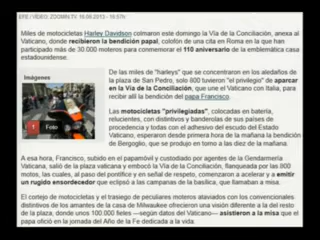 EFE / VÍDEO: ZOOMIN.TV 16.06.2013 - 16.57h
Miles de motocicletas Harley Davidson colmaron este domingo la Vía de la Conciliación, anexa al
Vaticano, donde recibieron la bendición papal, colofón de una cita en Roma en la que han
participado más de 30.000 moteros para conmemorar el 110 aniversario de la emblemática casa
estadounidense.
Imágenes
1 Foto
De las miles de "harleys" que se concentraron en los aledaños de
la plaza de San Pedro, solo 800 tuvieron "el privilegio" de aparcar
en la Vía de la Conciliación, que une el Vaticano con Italia, para
recibir allí la bendición del papa Francisco.
Las motocicletas "privilegiadas", colocadas en batería,
relucientes, con distintivos y banderolas de sus países de
procedencia y todas con el adhesivo del escudo del Estado
Vaticano, esperaron desde primera hora de la mañana la bendición
de Bergoglio, que se produjo en torno a las diez de la mañana.
A esa hora, Francisco, subido en el papamóvil y custodiado por agentes de la Gendarmería
Vaticana, salió de la plaza vaticana y embocó la Vía de la Conciliación, flanqueada por las 800
motos, las cuales, al paso del pontífice y en señal de respeto, comenzaron a acelerar y a emitir
un rugido ensordecedor que eclipsó a las campanas de la basílica, que llamaban a misa.
El cortejo de motocicletas y el trasiego de peculiares moteros ataviados con los convencionales
distintivos de los amantes de la casa de Milwaukee ofrecieron una visión diferente a la del resto
de la plaza, donde unos 100.000 fieles —según datos del Vaticano— asistieron a la misa que el
papa ofició en la jornada del Año de la Fe dedicada a la vida.